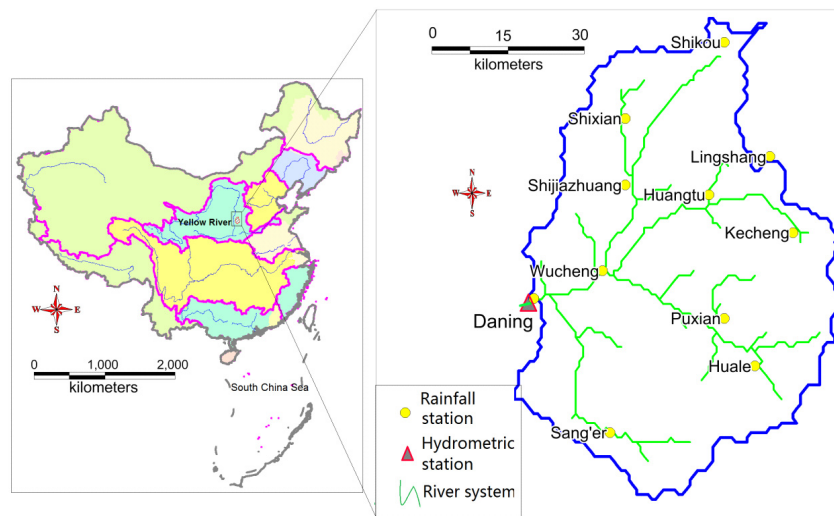 N
W E
S
Yellow River
0 1,000 2,000
kilometers
South China Sea
0 15 30
kilometers
N
W E
S
Shikou
Shixian
Lingshang
Shijiazhuang
Huangtu
Kecheng
Wucheng
Daning
Puxian
Huale
Sang'er
Rainfall
station
Hydrometric
station
River system